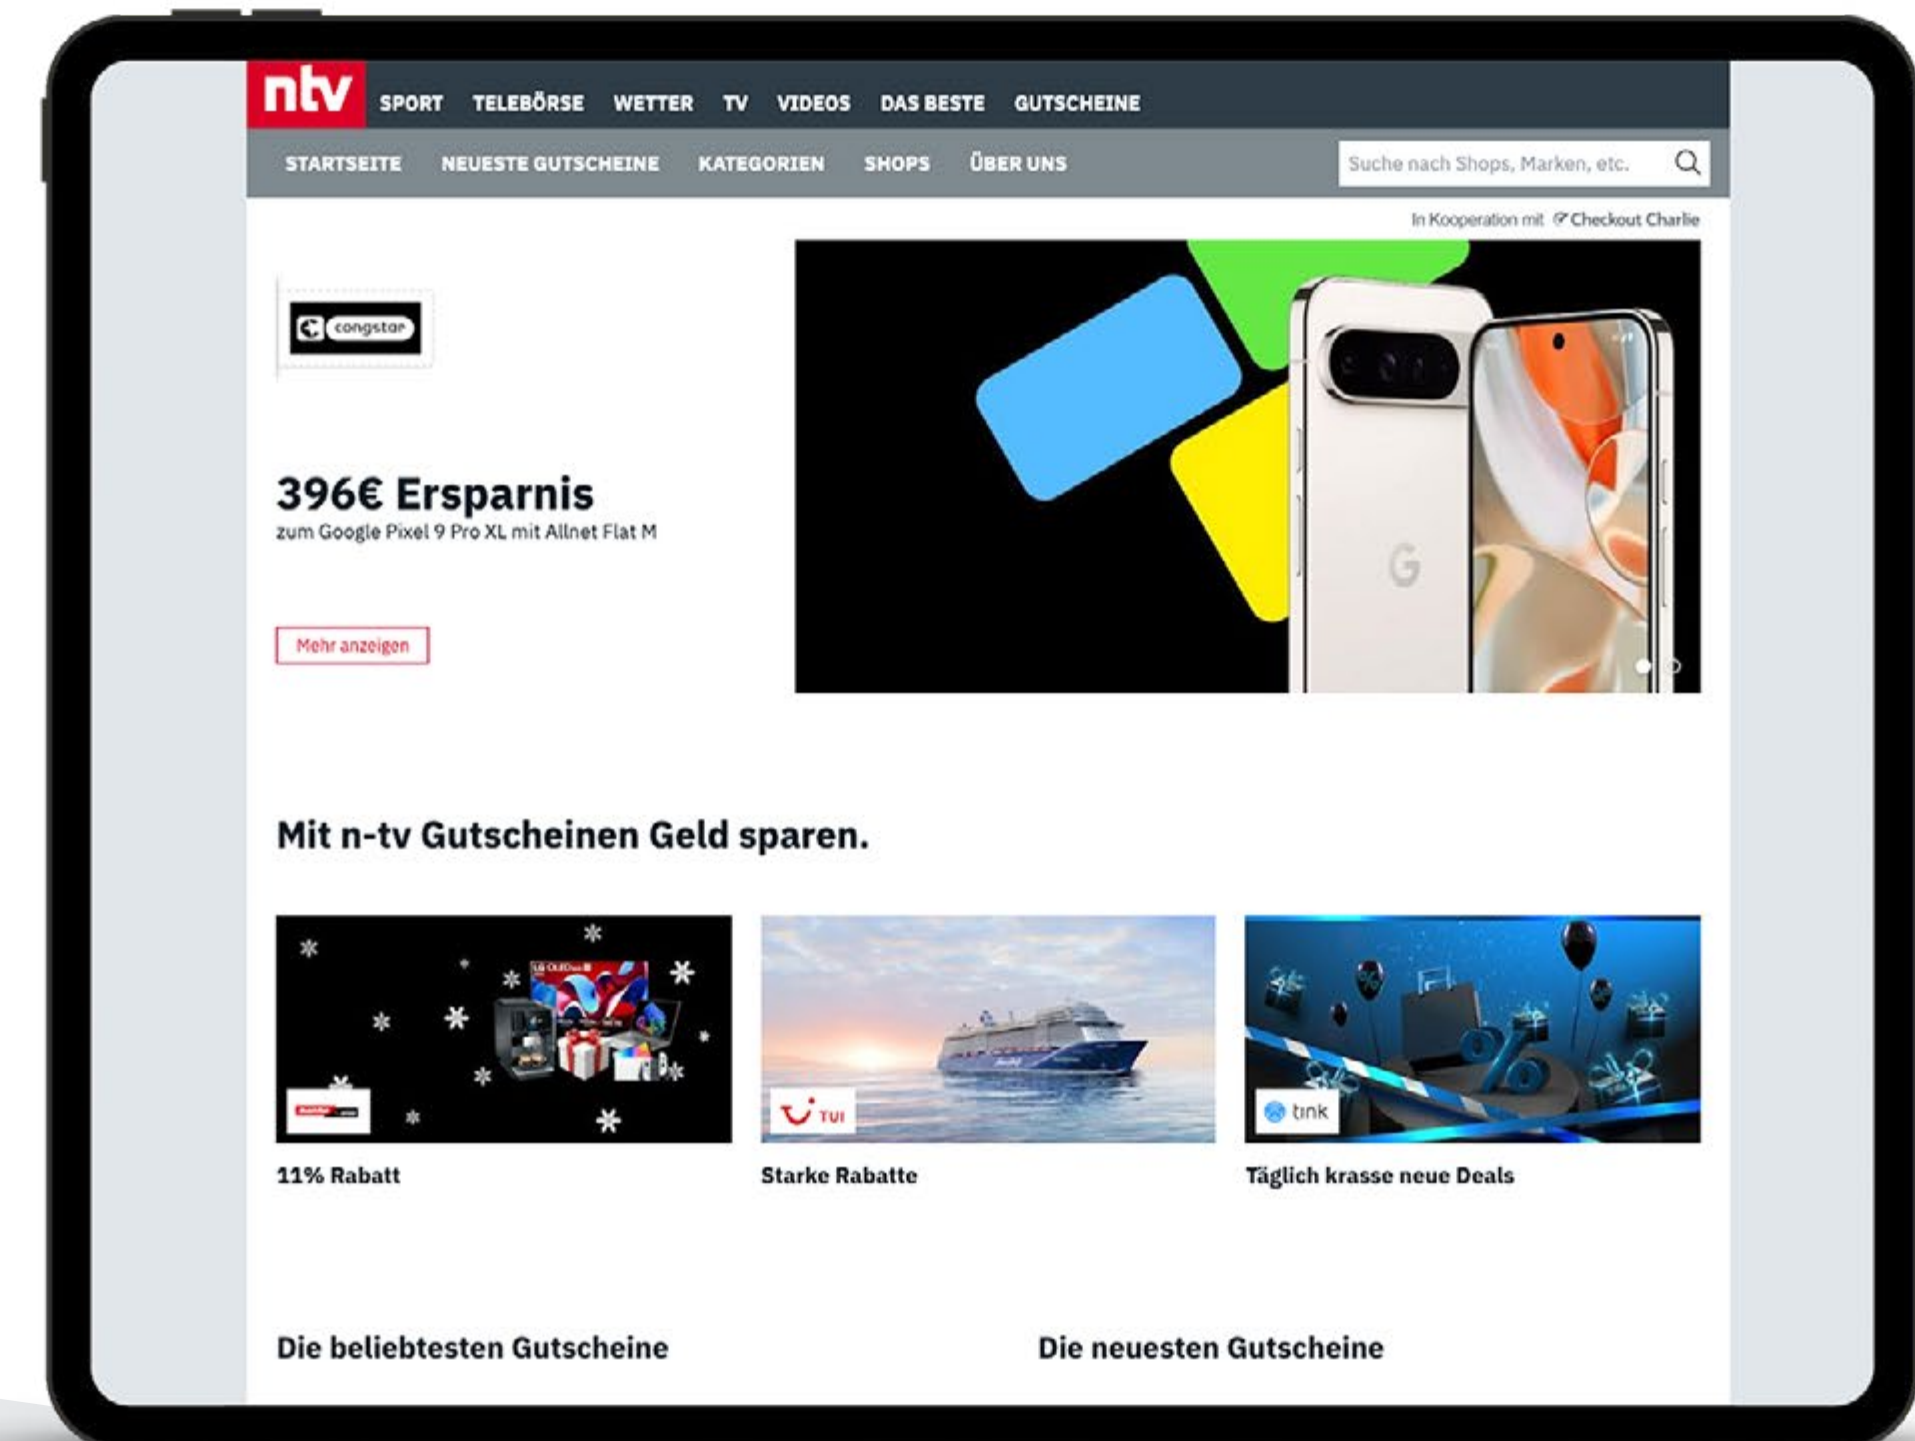 ntv SPORT TELEBÖRSE WETTER TV VIDEOS DAS BESTE GUTSCHEINE
STARTSEITE NEUESTE GUTSCHEINE KATEGORIEN SHOPS ÜBER UNS Suche nach Shops, Marken, etc.
In Kooperation mit Checkout Charlie
congstar
396€ Ersparnis
zum Google Pixel 9 Pro XL mit Allnet Flat M
G
Mehr anzeigen
Mit n-tv Gutscheinen Geld sparen.
TUI
tink
11% Rabatt
Starke Rabatte
Täglich krasse neue Deals
Die beliebtesten Gutscheine
Die neuesten Gutscheine